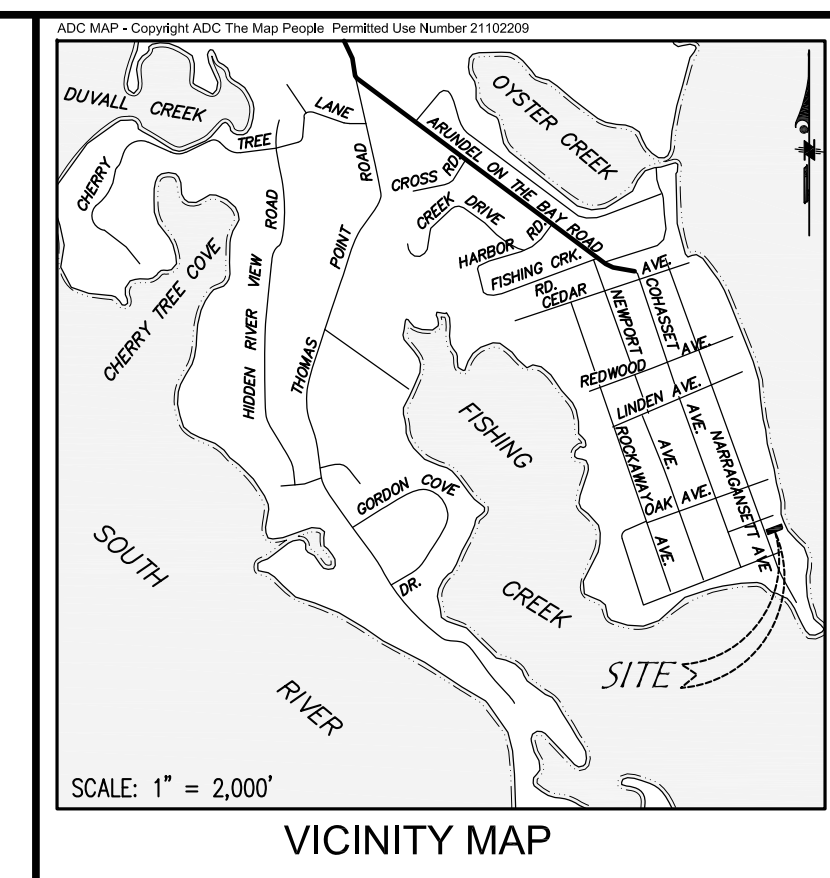 ADC MAP - Copyright ADC The Map People Permitted Use Number 21102209
DUVALL CREEK
CHERRY
TREE
LANE
CHERRY TREE COVE
HIDDEN RIVER VIEW ROAD
THOMAS POINT ROAD
OYSTER CREEK
ARUNDEL ON THE BAY ROAD
CROSS RD.
CREEK DRIVE
HARBOR RD.
FISHING CRK.
RD.
CEDAR AVE.
NEWPORT AVE.
COHASSET AVE.
REDWOOD AVE.
LINDEN AVE.
ROCKAWAY AVE.
NARRAGANSETT AVE
OAK AVE.
FISHING
CREEK
GORDON COVE
DR.
SOUTH
RIVER
SITE
SCALE: 1" = 2,000'
VICINITY MAP